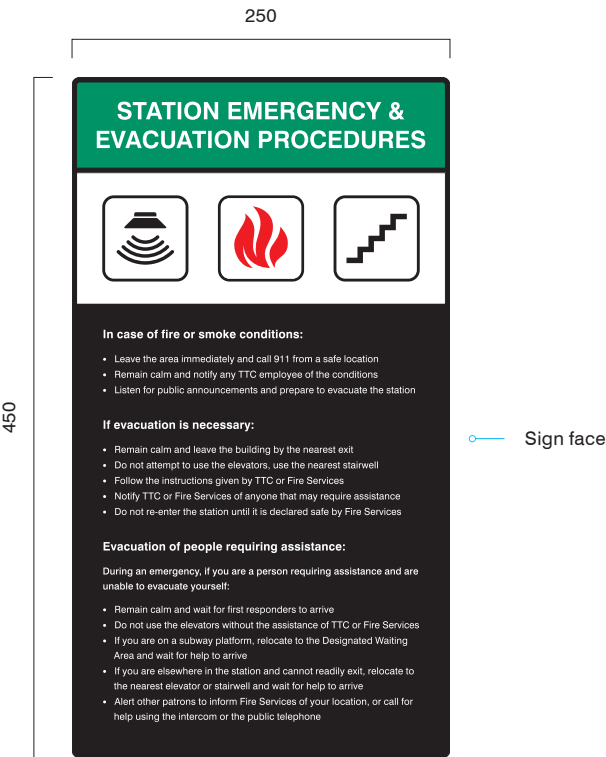 250
STATION EMERGENCY &
EVACUATION PROCEDURES
In case of fire or smoke conditions:
• Leave the area immediately and call 911 from a safe location
• Remain calm and notify any TTC employee of the conditions
• Listen for public announcements and prepare to evacuate the station
If evacuation is necessary:
• Remain calm and leave the building by the nearest exit
• Do not attempt to use the elevators, use the nearest stairwell
• Follow the instructions given by TTC or Fire Services
• Notify TTC or Fire Services of anyone that may require assistance
• Do not re-enter the station until it is declared safe by Fire Services
Evacuation of people requiring assistance:
During an emergency, if you are a person requiring assistance and are
unable to evacuate yourself:
• Remain calm and wait for first responders to arrive
• Do not use the elevators without the assistance of TTC or Fire Services
• If you are on a subway platform, relocate to the Designated Waiting
Area and wait for help to arrive
• If you are elsewhere in the station and cannot readily exit, relocate to
the nearest elevator or stairwell and wait for help to arrive
• Alert other patrons to inform Fire Services of your location, or call for
help using the intercom or the public telephone
450
Sign face